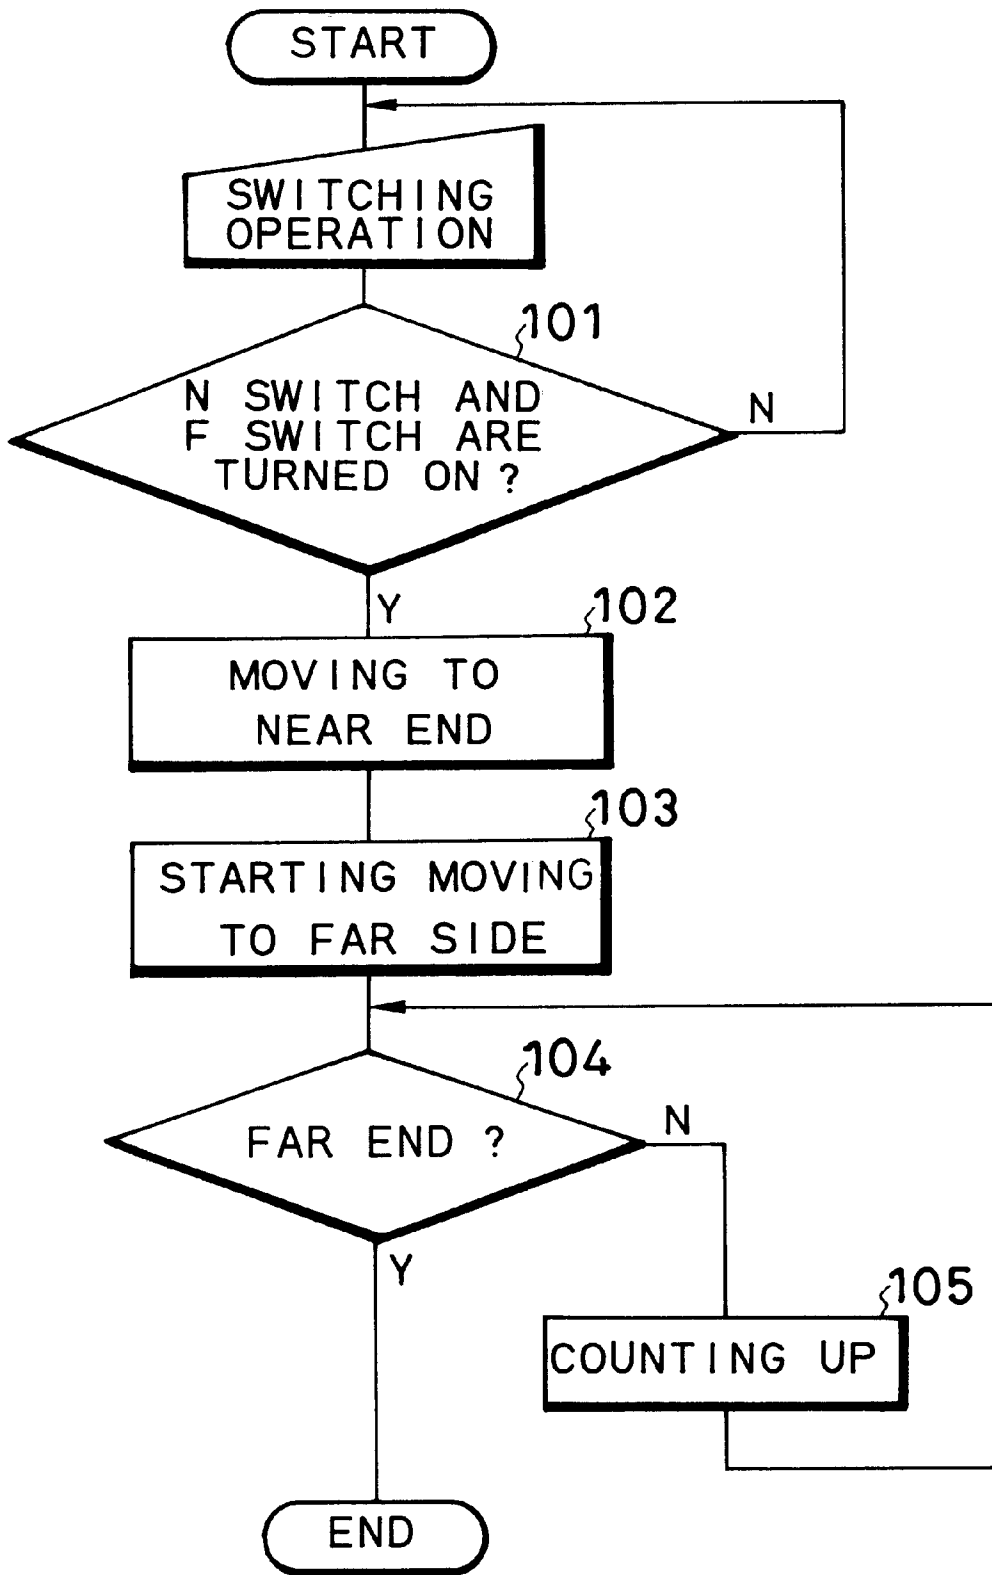 START
SWITCHING
OPERATION
101
N SWITCH AND
F SWITCH ARE
TURNED ON ?
N
Y
102
MOVING TO
NEAR END
103
STARTING MOVING
TO FAR SIDE
104
FAR END ?
N
Y
105
COUNTING UP
END